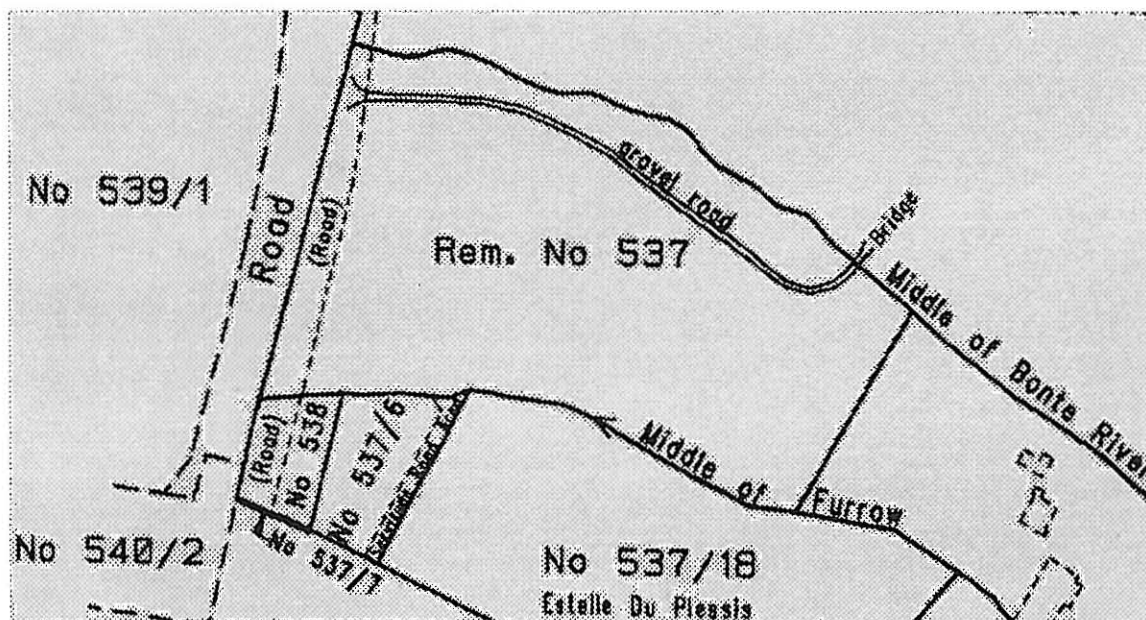 No 539/1
Road
(Road)
gravel road
Bridge
Rem. No 537
Middle of Bonte River
(Road)
No 538
No 537/6
Middle of Furrow
No 537/7
No 540/2
No 537/18
Estelle Du Plessis